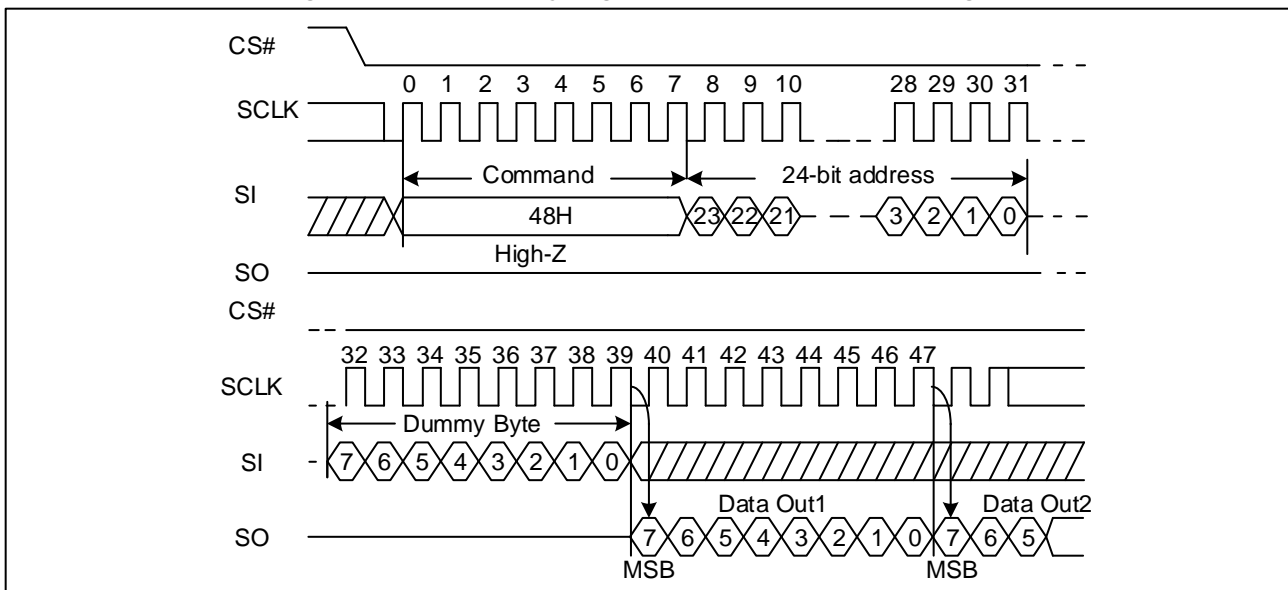 CS#
0 1 2 3 4 5 6 7 8 9 10 28 29 30 31
SCLK
Command 24-bit address
SI
48H 23 22 21 3 2 1 0
High-Z
SO
CS#
32 33 34 35 36 37 38 39 40 41 42 43 44 45 46 47
SCLK
Dummy Byte
SI 7 6 5 4 3 2 1 0
Data Out1 Data Out2
SO 7 6 5 4 3 2 1 0 7 6 5
MSB MSB